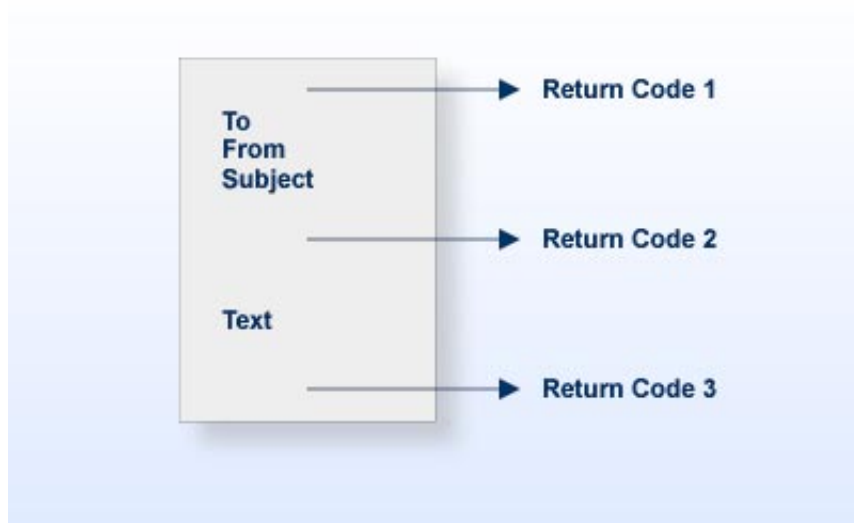 Return Code 1
To
From
Subject
Return Code 2
Text
Return Code 3